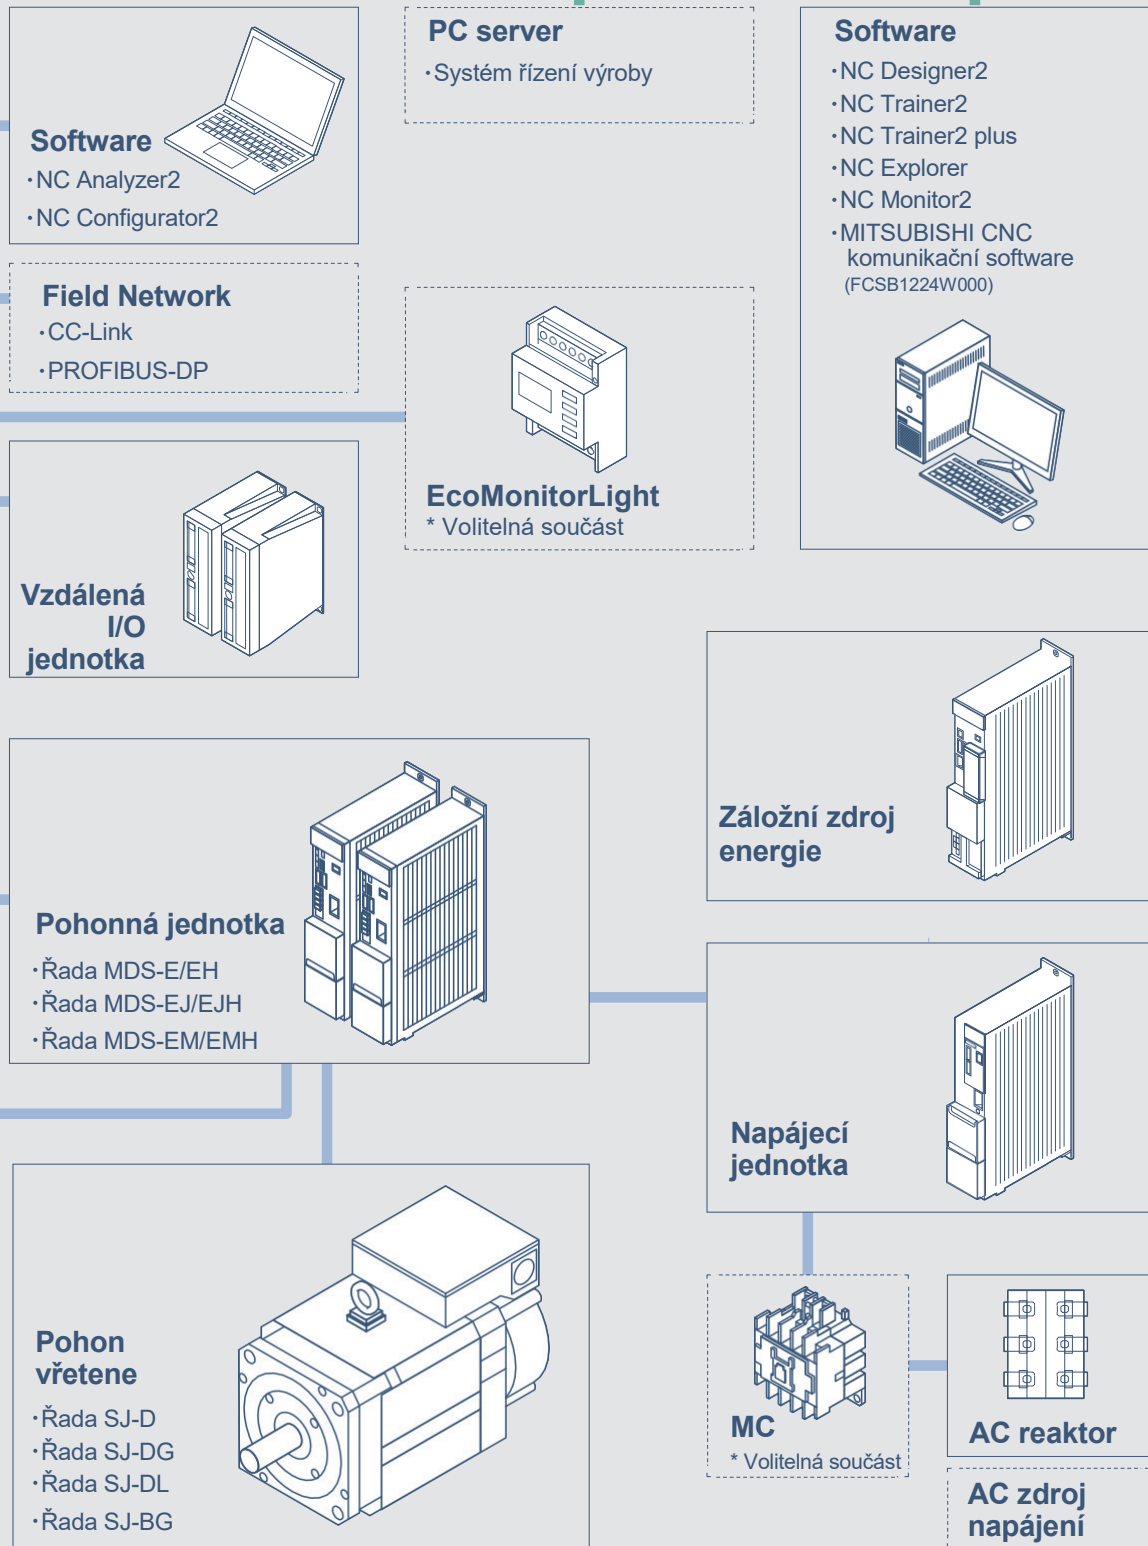 Software
·NC Analyzer2
·NC Configurator2
PC server
·Systém řízení výroby
Software
·NC Designer2
·NC Trainer2
·NC Trainer2 plus
·NC Explorer
·NC Monitor2
·MITSUBISHI CNC
komunikační software
(FCSB1224W000)
Field Network
·CC-Link
·PROFIBUS-DP
EcoMonitorLight
* Volitelná součást
Vzdálená
I/O
jednotka
Záložní zdroj
energie
Pohonná jednotka
·Řada MDS-E/EH
·Řada MDS-EJ/EJH
·Řada MDS-EM/EMH
Napájecí
jednotka
Pohon
vřetene
·Řada SJ-D
·Řada SJ-DG
·Řada SJ-DL
·Řada SJ-BG
MC
* Volitelná součást
AC reaktor
AC zdroj
napájení